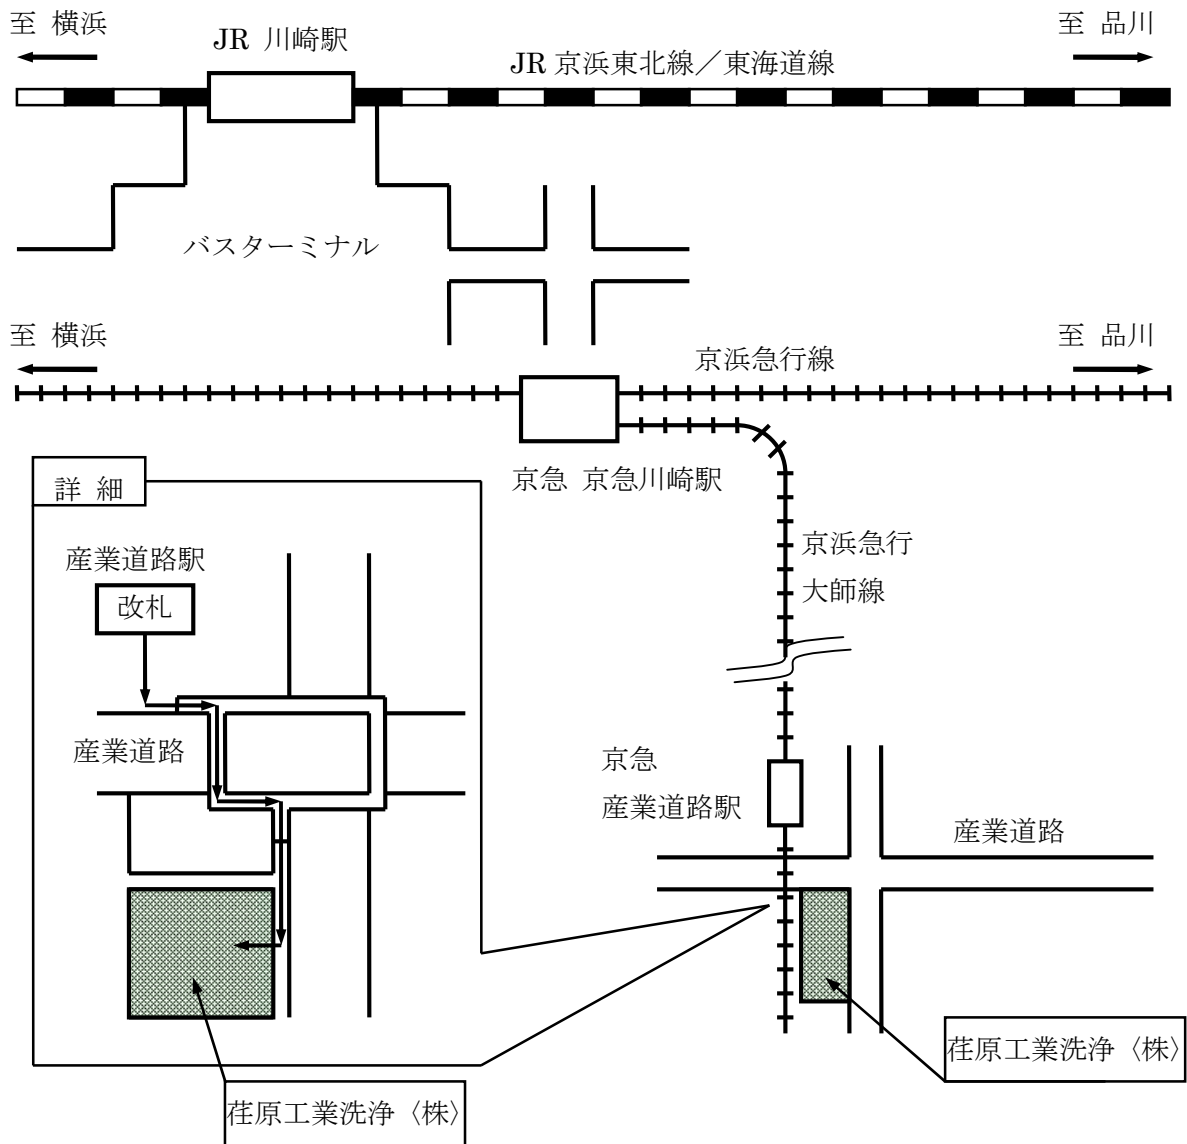 至 横浜
JR 川崎駅
至 品川
JR 京浜東北線／東海道線
バスターミナル
至 横浜
至 品川
京浜急行線
京急 京急川崎駅
詳 細
京浜急行
大師線
産業道路駅
改札
産業道路
京急
産業道路駅
産業道路
荏原工業洗浄〈株〉
荏原工業洗浄〈株〉